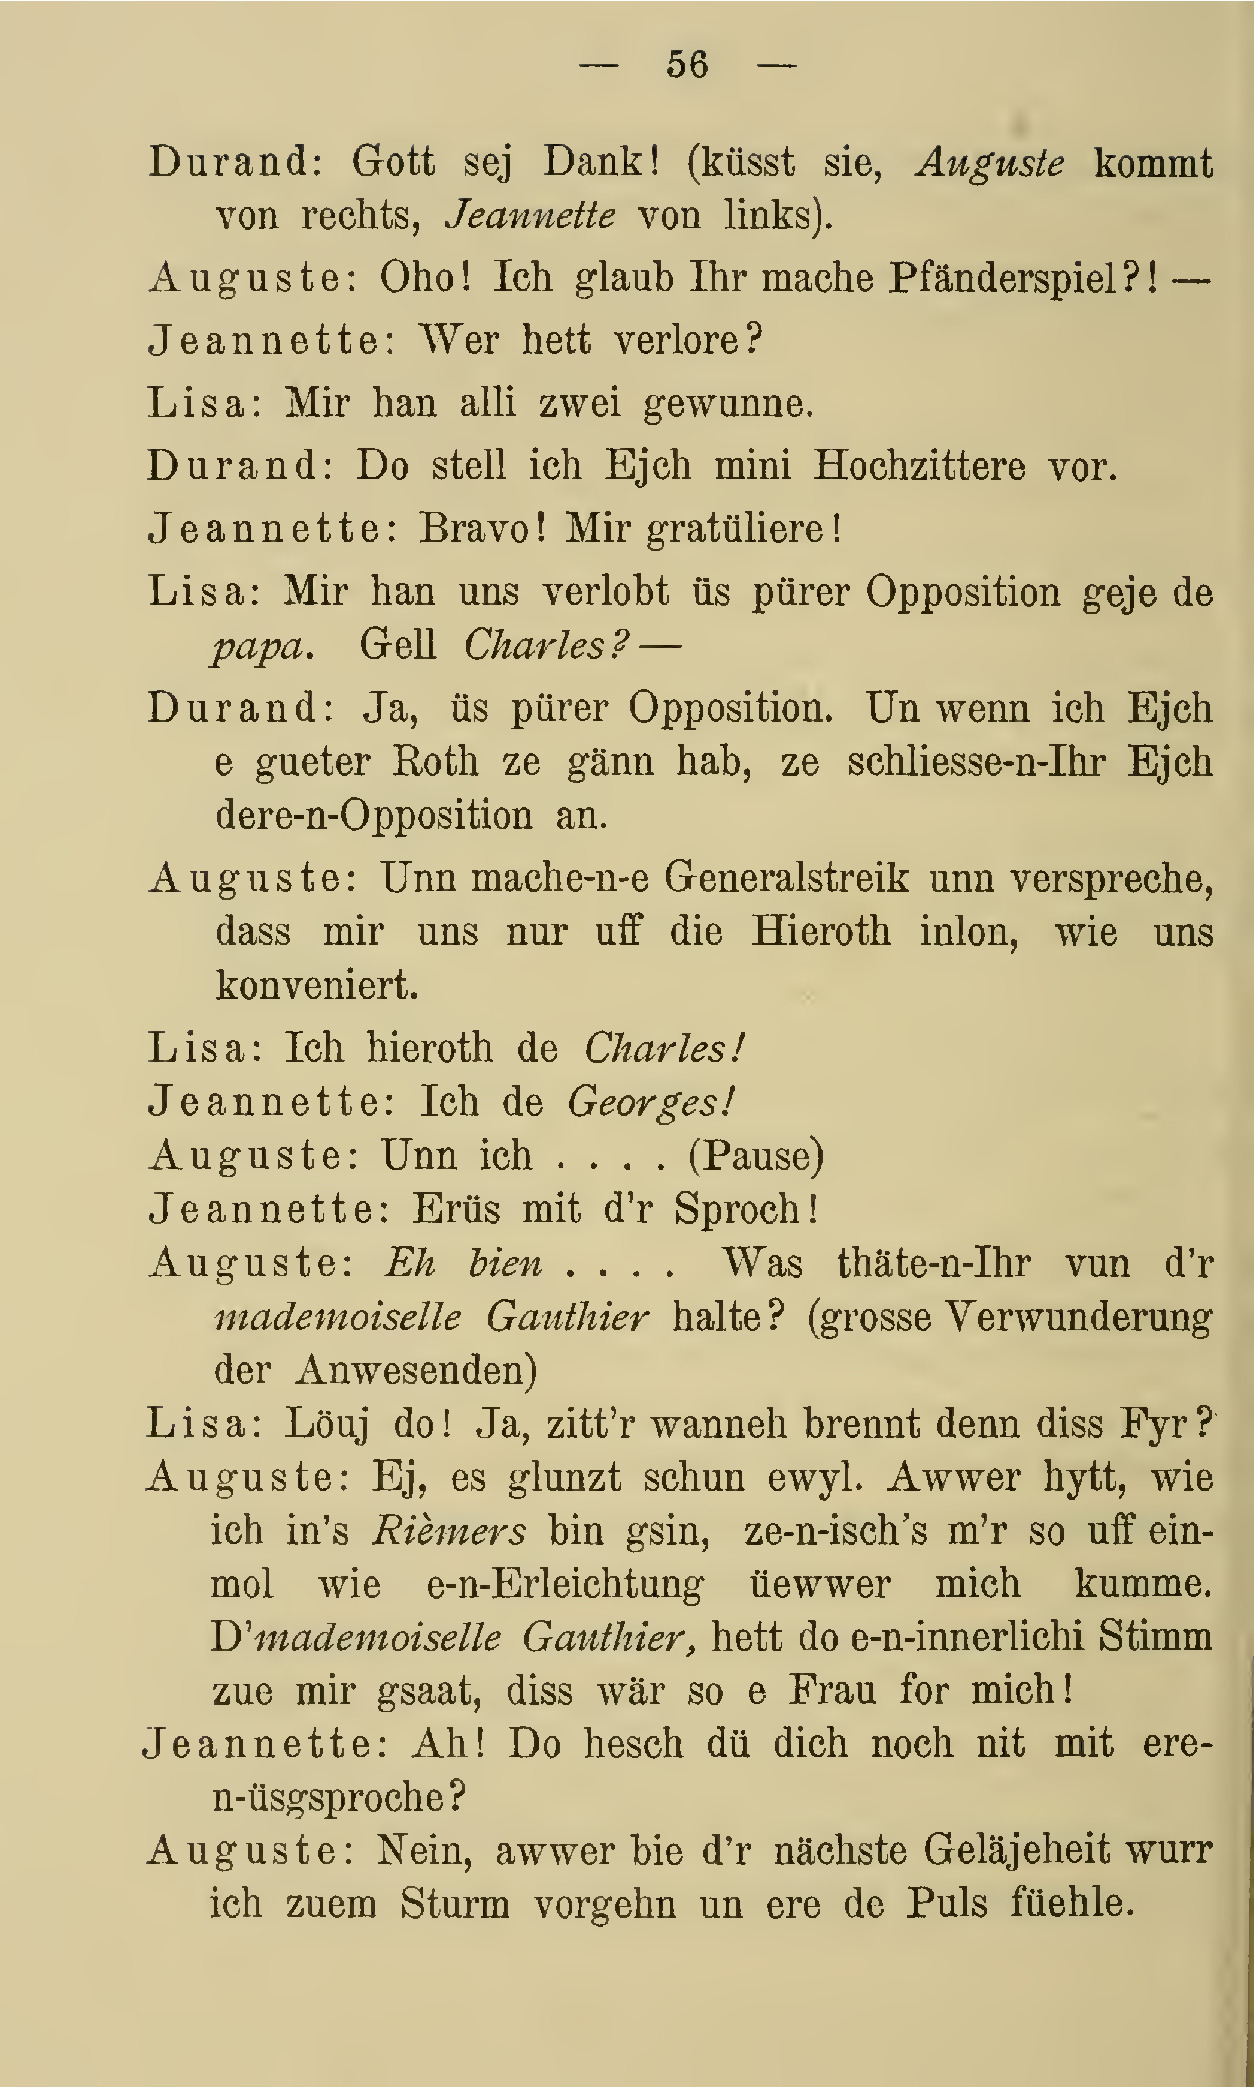 — 56 —
Durand: Gott sej Dank! (küsst sie, Auguste kommt
von rechts, Jeannette von links).
Auguste: Oho! Ich glaub Ihr mache Pfänderspiel?! —
Jeannette: Wer hett verlore?
Lisa: Mir han alli zwei gewunne.
Durand: Do stell ich Ejch mini Hochzittere vor.
Jeannette: Bravo! Mir gratüliere!
Lisa: Mir han uns verlobt üs pürer Opposition geje de
papa. Gell Charles? —
Durand: Ja, üs pürer Opposition. Un wenn ich Ejch
e gueter Roth ze gänn hab, ze schliesse-n-Ihr Ejch
dere-n-Opposition an.
Auguste: Unn mache-n-e Generalstreik unn verspreche,
dass mir uns nur uff die Hieroth inlon, wie uns
konveniert.
Lisa: Ich hieroth de Charles!
Jeannette: Ich de Georges!
Auguste: Unn ich . . . . (Pause)
Jeannette: Erüs mit d'r Sproch!
Auguste: Eh bien . . . . Was thäte-n-Ihr vun d'r
mademoiselle Gauthier halte? (grosse Verwunderung
der Anwesenden)
Lisa: Löuj do! Ja, zitt'r wanneh brennt denn diss Fyr?
Auguste: Ej, es glunzt schun ewyl. Awwer hytt, wie
ich in's Rièmers bin gsin, ze-n-isch's m'r so uff ein-
mol wie e-n-Erleichtung üewwer mich kumme.
D'mademoiselle Gauthier, hett do e-n-innerlichi Stimm
zue mir gsaat, diss wär so e Frau for mich!
Jeannette: Ah! Do hesch dü dich noch nit mit ere-
n-üsgsproche?
Auguste: Nein, awwer bie d'r nächste Geläjeheit wurr
ich zuem Sturm vorgehn un ere de Puls füehle.